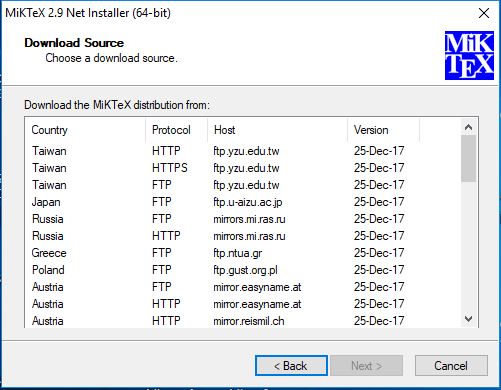 MiKTeX 2.9 Net Installer (64-bit)
Download Source
Choose a download source.
MiK
TEX
Download the MiKTeX distribution from:
Country Protocol Host Version
Taiwan HTTP ftp.yzu.edu.tw 25-Dec-17
Taiwan HTTPS ftp.yzu.edu.tw 25-Dec-17
Taiwan FTP ftp.yzu.edu.tw 25-Dec-17
Japan FTP ftp.u-aizu.ac.jp 25-Dec-17
Russia FTP mirrors.mi.ras.ru 25-Dec-17
Russia HTTP mirrors.mi.ras.ru 25-Dec-17
Greece FTP ftp.ntua.gr 25-Dec-17
Poland FTP ftp.gust.org.pl 25-Dec-17
Austria FTP mirror.easyname.at 25-Dec-17
Austria HTTP mirror.easyname.at 25-Dec-17
Austria HTTP mirror.reismil.ch 25-Dec-17
< Back Next > Cancel